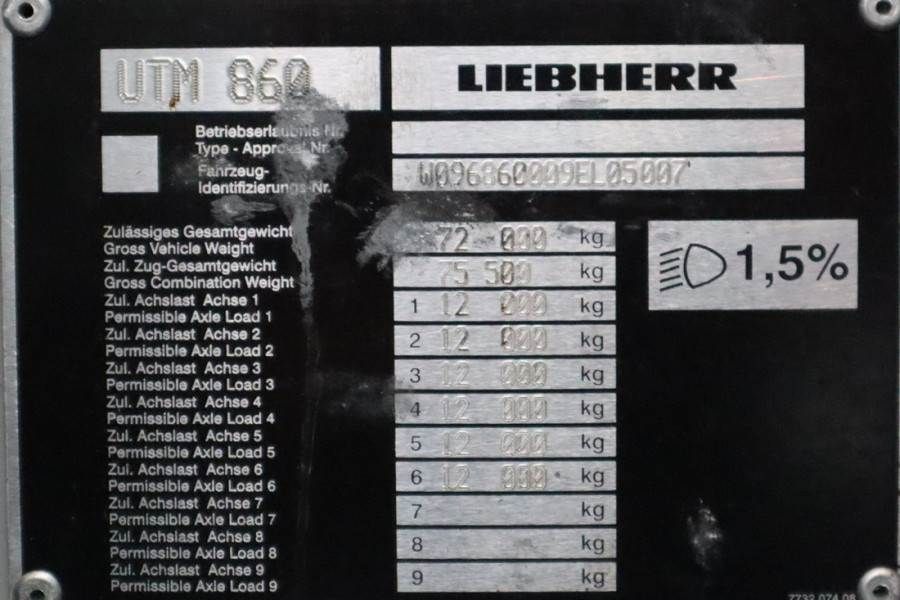 UTM 860 LIEBHERR
Betriebserlaubnis Nr.
Type - Approval Nr.
Fahrzeug-
Identifizierungs-Nr. W096860009EL05007
Zulässiges Gesamtgewicht
Gross Vehicle Weight 72 000 kg
Zul. Zug-Gesamtgewicht
Gross Combination Weight 75 500 kg
1,5%
Zul. Achslast Achse 1
Permissible Axle Load 1 1 12 000 kg
Zul. Achslast Achse 2
Permissible Axle Load 2 2 12 000 kg
Zul. Achslast Achse 3
Permissible Axle Load 3 3 12 000 kg
Zul. Achslast Achse 4
Permissible Axle Load 4 4 12 000 kg
Zul. Achslast Achse 5
Permissible Axle Load 5 5 12 000 kg
Zul. Achslast Achse 6
Permissible Axle Load 6 6 12 000 kg
Zul. Achslast Achse 7
Permissible Axle Load 7 7 kg
Zul. Achslast Achse 8
Permissible Axle Load 8 8 kg
Zul. Achslast Achse 9
Permissible Axle Load 9 9 kg
7732 074 08